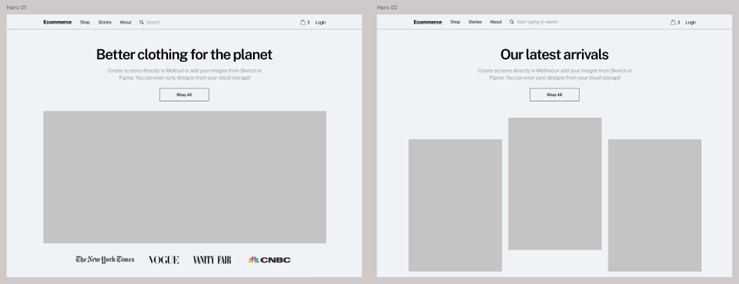 Hero 01
Ecommerce Shop Stories About Search 3 Login
Better clothing for the planet
Create screens directly in Method or add your images from Sketch or
Figma. You can even sync designs from your cloud storage!
Shop All
The New York Times VOGUE VANITY FAIR CNBC
Hero 02
Ecommerce Shop Stories About Start typing to search 3 Login
Our latest arrivals
Create screens directly in Method or add your images from Sketch or
Figma. You can even sync designs from your cloud storage!
Shop All